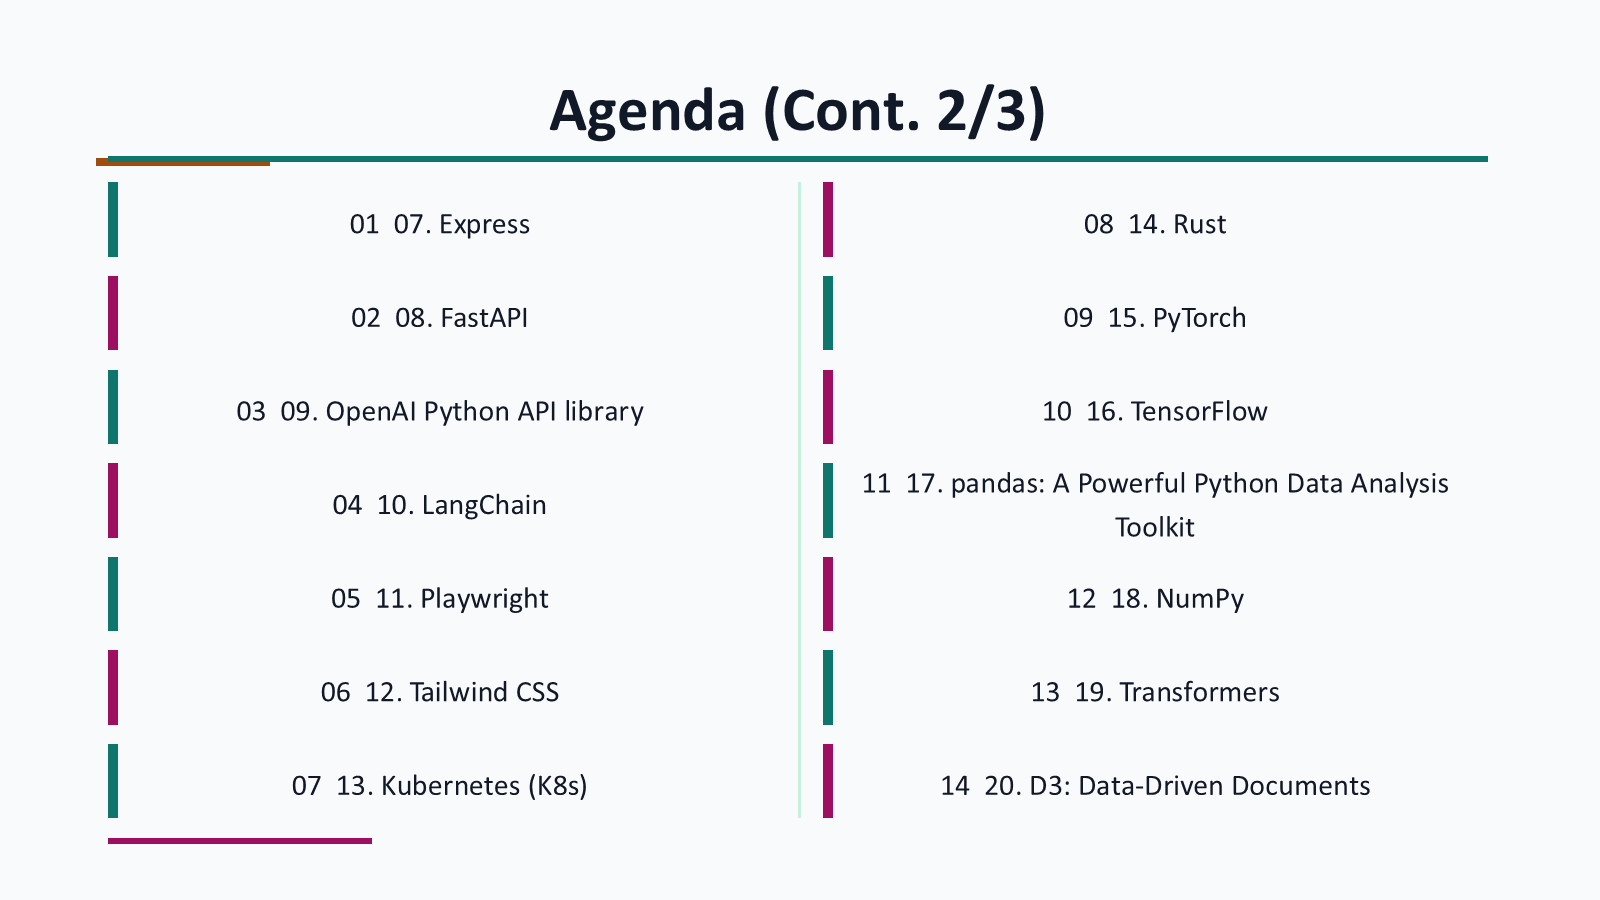 Agenda (Cont. 2/3)
01 07. Express
02 08. FastAPI
03 09. OpenAI Python API library
04 10. LangChain
05 11. Playwright
06 12. Tailwind CSS
07 13. Kubernetes (K8s)
08 14. Rust
09 15. PyTorch
10 16. TensorFlow
11 17. pandas: A Powerful Python Data Analysis
Toolkit
12 18. NumPy
13 19. Transformers
14 20. D3: Data-Driven Documents